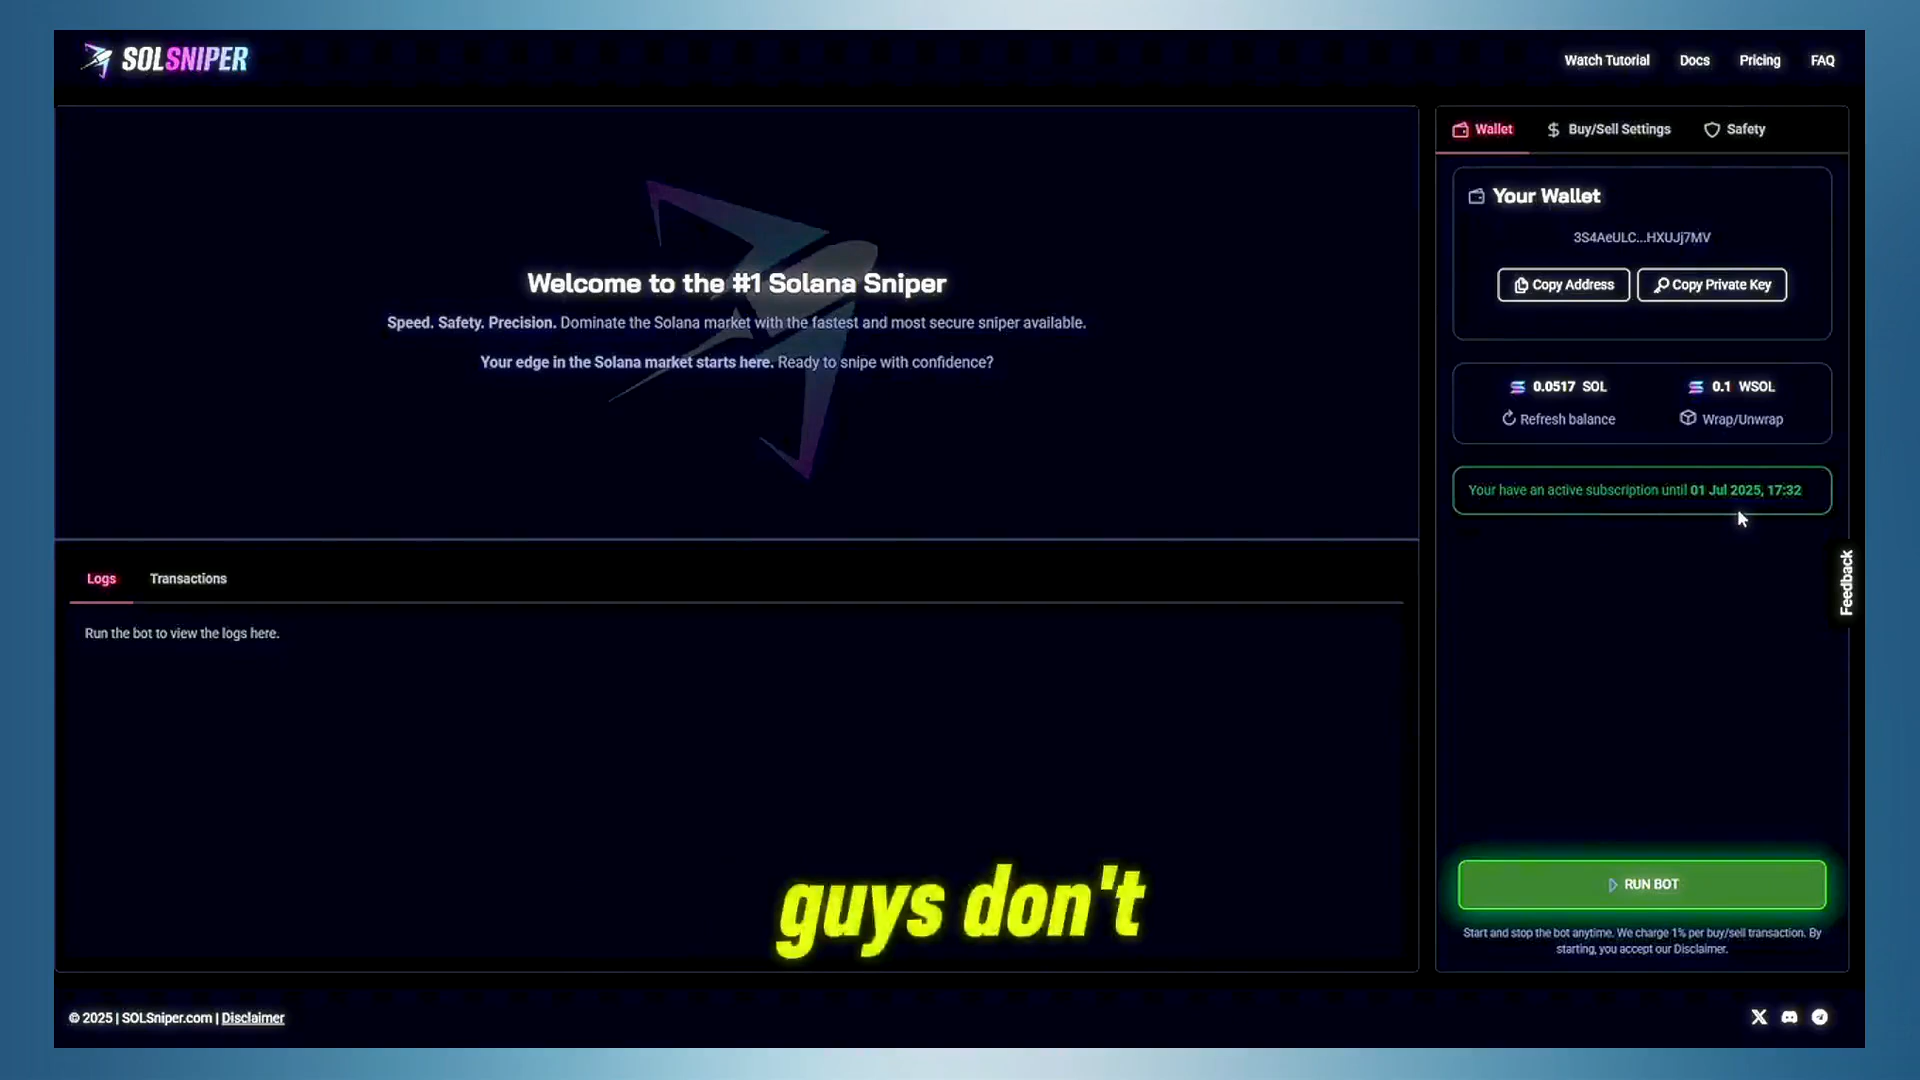 SOLSNIPER
Watch Tutorial Docs Pricing FAQ
Welcome to the #1 Solana Sniper
Speed. Safety. Precision. Dominate the Solana market with the fastest and most secure sniper available.
Your edge in the Solana market starts here. Ready to snipe with confidence?
Logs Transactions
Run the bot to view the logs here.
Wallet Buy/Sell Settings Safety
Your Wallet
3S4AeULC...HXUJj7MV
Copy Address Copy Private Key
0.0517 SOL 0.1 WSOL
Refresh balance Wrap/Unwrap
Your have an active subscription until 01 Jul 2025, 17:32
Feedback
RUN BOT
Start and stop the bot anytime. We charge 1% per buy/sell transaction. By
starting, you accept our Disclaimer.
guys don't
© 2025 | SOLSniper.com | Disclaimer